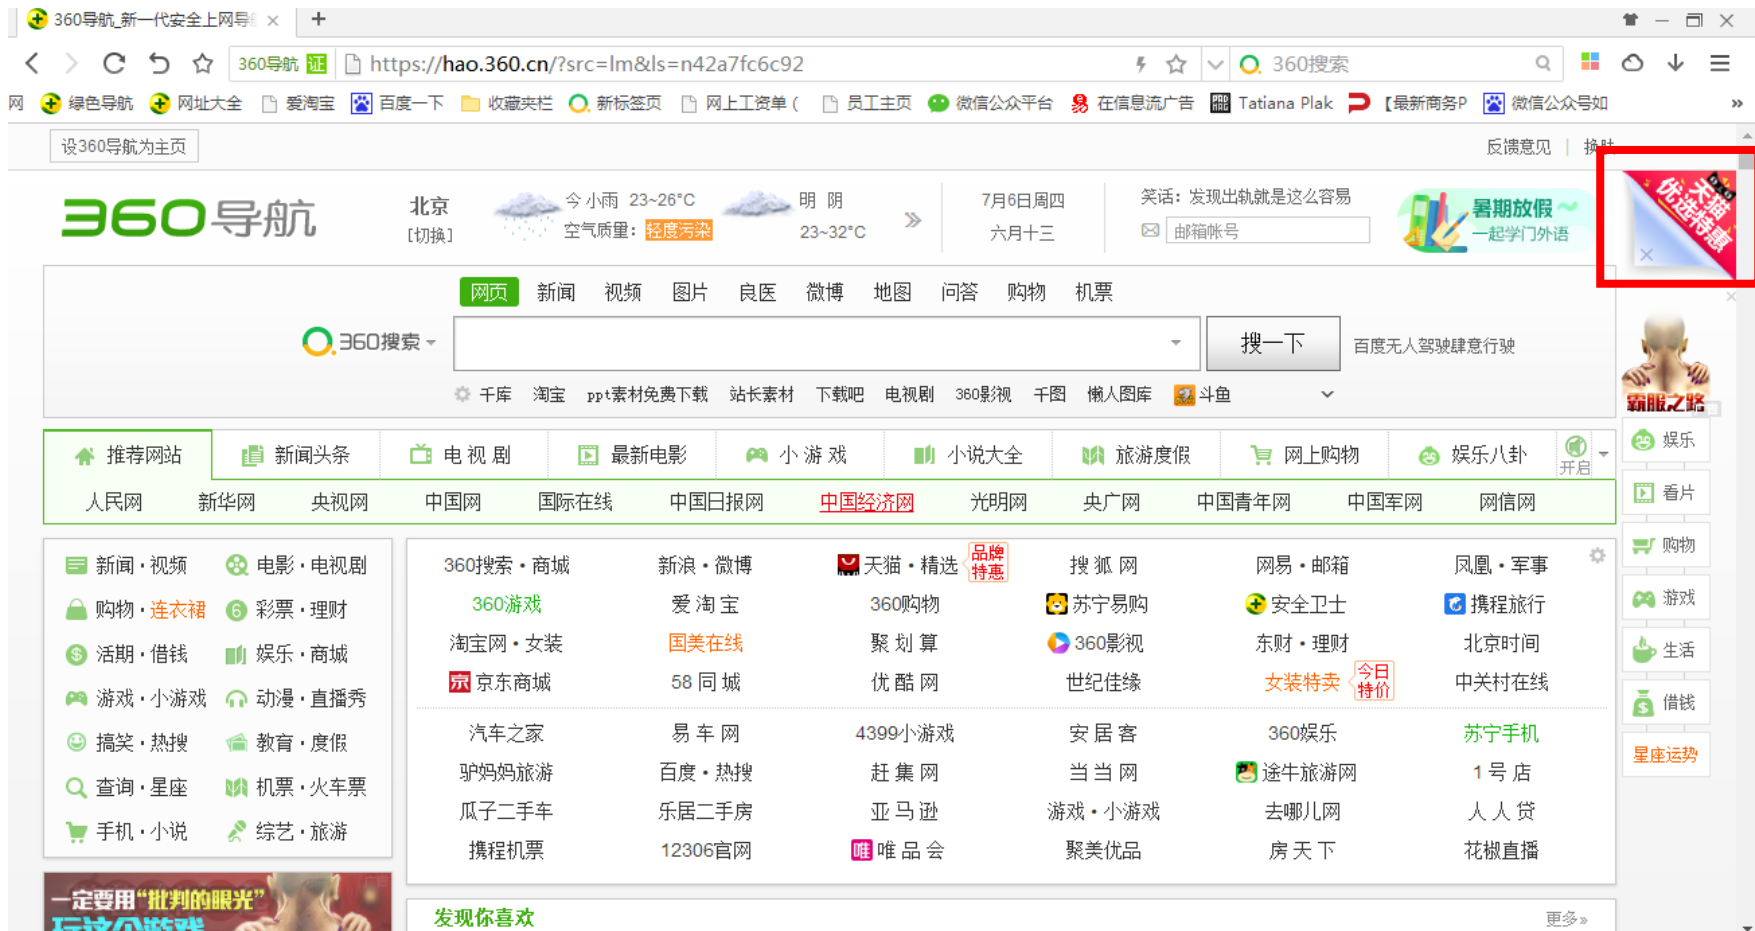 360导航_新一代安全上网导
360导航 证 https://hao.360.cn/?src=lm&ls=n42a7fc6c92 360搜索
网 绿色导航 网址大全 爱淘宝 百度一下 收藏夹栏 新标签页 网上工资单 ( 员工主页 微信公众平台 在信息流广告 Tatiana Plak 【最新商务P 微信公众号如 »
设360导航为主页 反馈意见 换肤
360导航 北京 [切换]
今 小雨 23~26°C
空气质量: 轻度污染
明 阴
23~32°C
7月6日周四
六月十三
笑话: 发现出轨就是这么容易
邮箱帐号
暑期放假
一起学门外语
天猫
优选特惠
网页 新闻 视频 图片 良医 微博 地图 问答 购物 机票
360搜索 搜一下 百度无人驾驶肆意行驶
千库 淘宝 ppt素材免费下载 站长素材 下载吧 电视剧 360影视 千图 懒人图库 斗鱼
霸服之路
推荐网站 新闻头条 电视剧 最新电影 小游戏 小说大全 旅游度假 网上购物 娱乐八卦 开启
人民网 新华网 央视网 中国网 国际在线 中国日报网 中国经济网 光明网 央广网 中国青年网 中国军网 网信网
新闻·视频 电影·电视剧
购物·连衣裙 彩票·理财
活期·借钱 娱乐·商城
游戏·小游戏 动漫·直播秀
搞笑·热搜 教育·度假
查询·星座 机票·火车票
手机·小说 综艺·旅游
360搜索·商城 新浪·微博 天猫·精选 品牌特惠 搜狐网 网易·邮箱 凤凰·军事
360游戏 爱淘宝 360购物 苏宁易购 安全卫士 携程旅行
淘宝网·女装 国美在线 聚划算 360影视 东财·理财 北京时间
京 京东商城 58同城 优酷网 世纪佳缘 女装特卖 今日特价 中关村在线
汽车之家 易车网 4399小游戏 安居客 360娱乐 苏宁手机
驴妈妈旅游 百度·热搜 赶集网 当当网 途牛旅游网 1号店
瓜子二手车 乐居二手房 亚马逊 游戏·小游戏 去哪儿网 人人贷
携程机票 12306官网 唯 唯品会 聚美优品 房天下 花椒直播
娱乐
看片
购物
游戏
生活
借钱
星座运势
一定要用“批判的眼光”
玩这个游戏
发现你喜欢 更多»